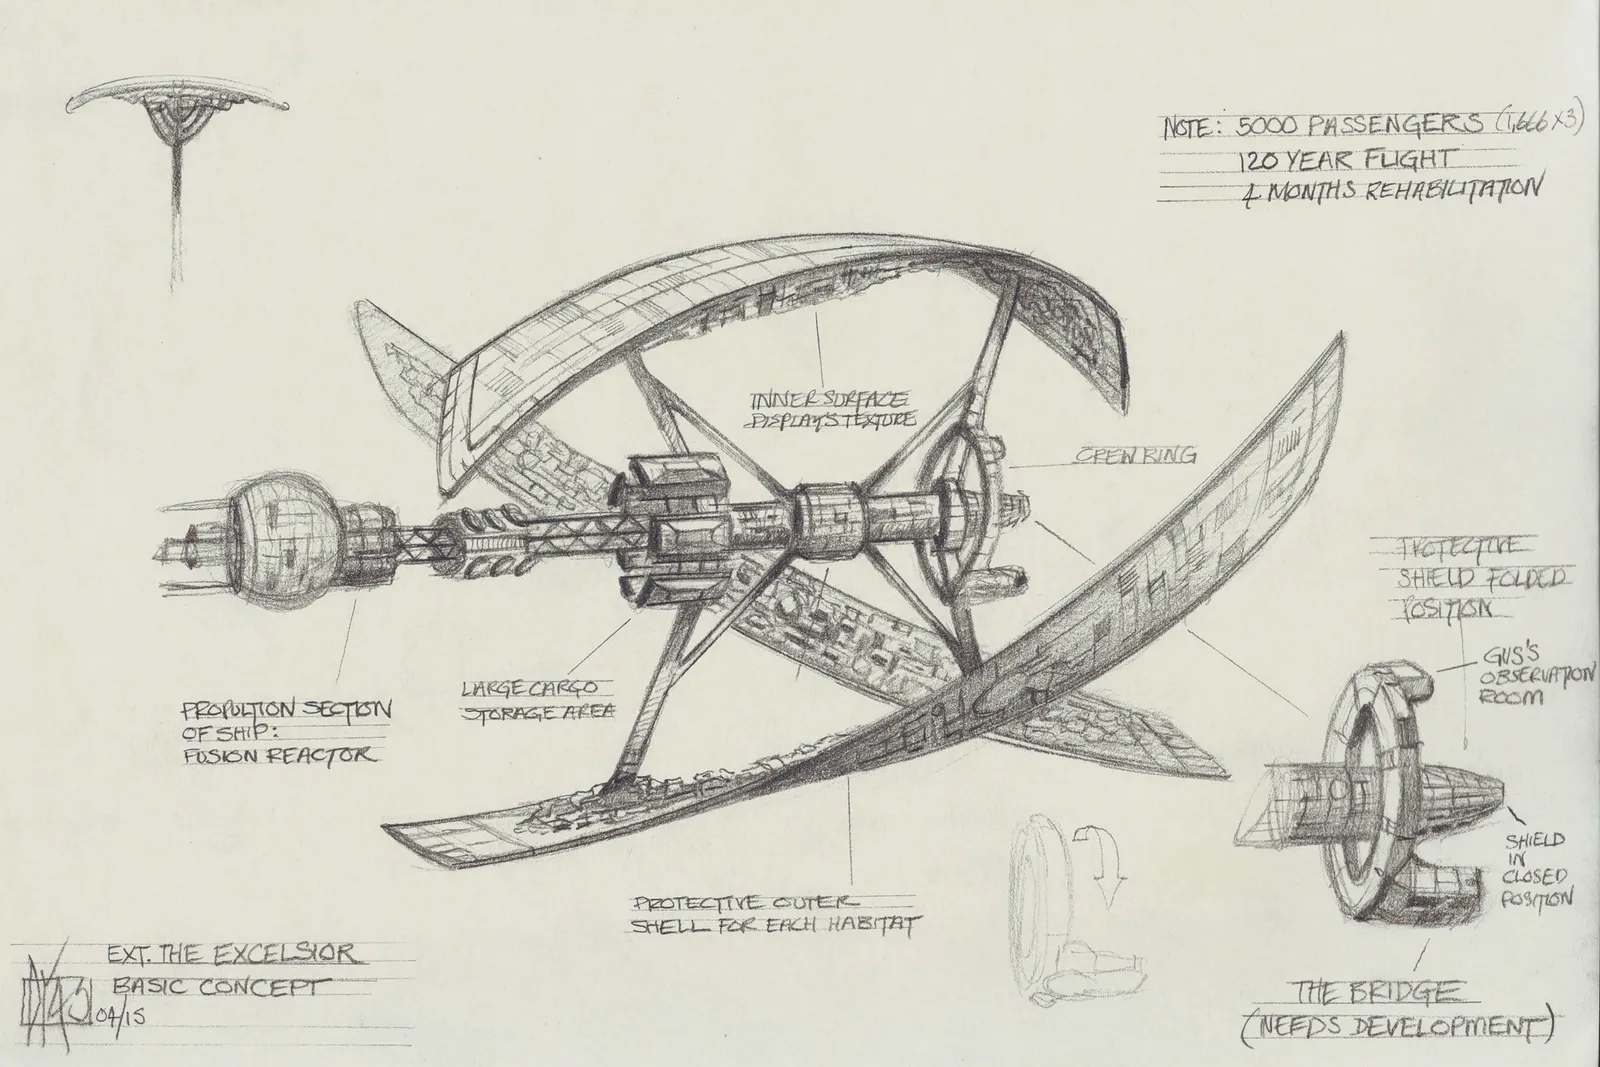 NOTE: 5000 PASSENGERS (1,666 X3)
120 YEAR FLIGHT
4 MONTHS REHABILITATION
INNER SURFACE
DISPLAYS TEXTURE
CREW RING
PROTECTIVE
SHIELD FOLDED
POSITION
GUS'S
OBSERVATION
ROOM
LARGE CARGO
STORAGE AREA
PROPULTION SECTION
OF SHIP:
FUSION REACTOR
SHIELD
IN
CLOSED
POSITION
PROTECTIVE OUTER
SHELL FOR EACH HABITAT
EXT. THE EXCELSIOR
BASIC CONCEPT
04/15
THE BRIDGE
(NEEDS DEVELOPMENT)